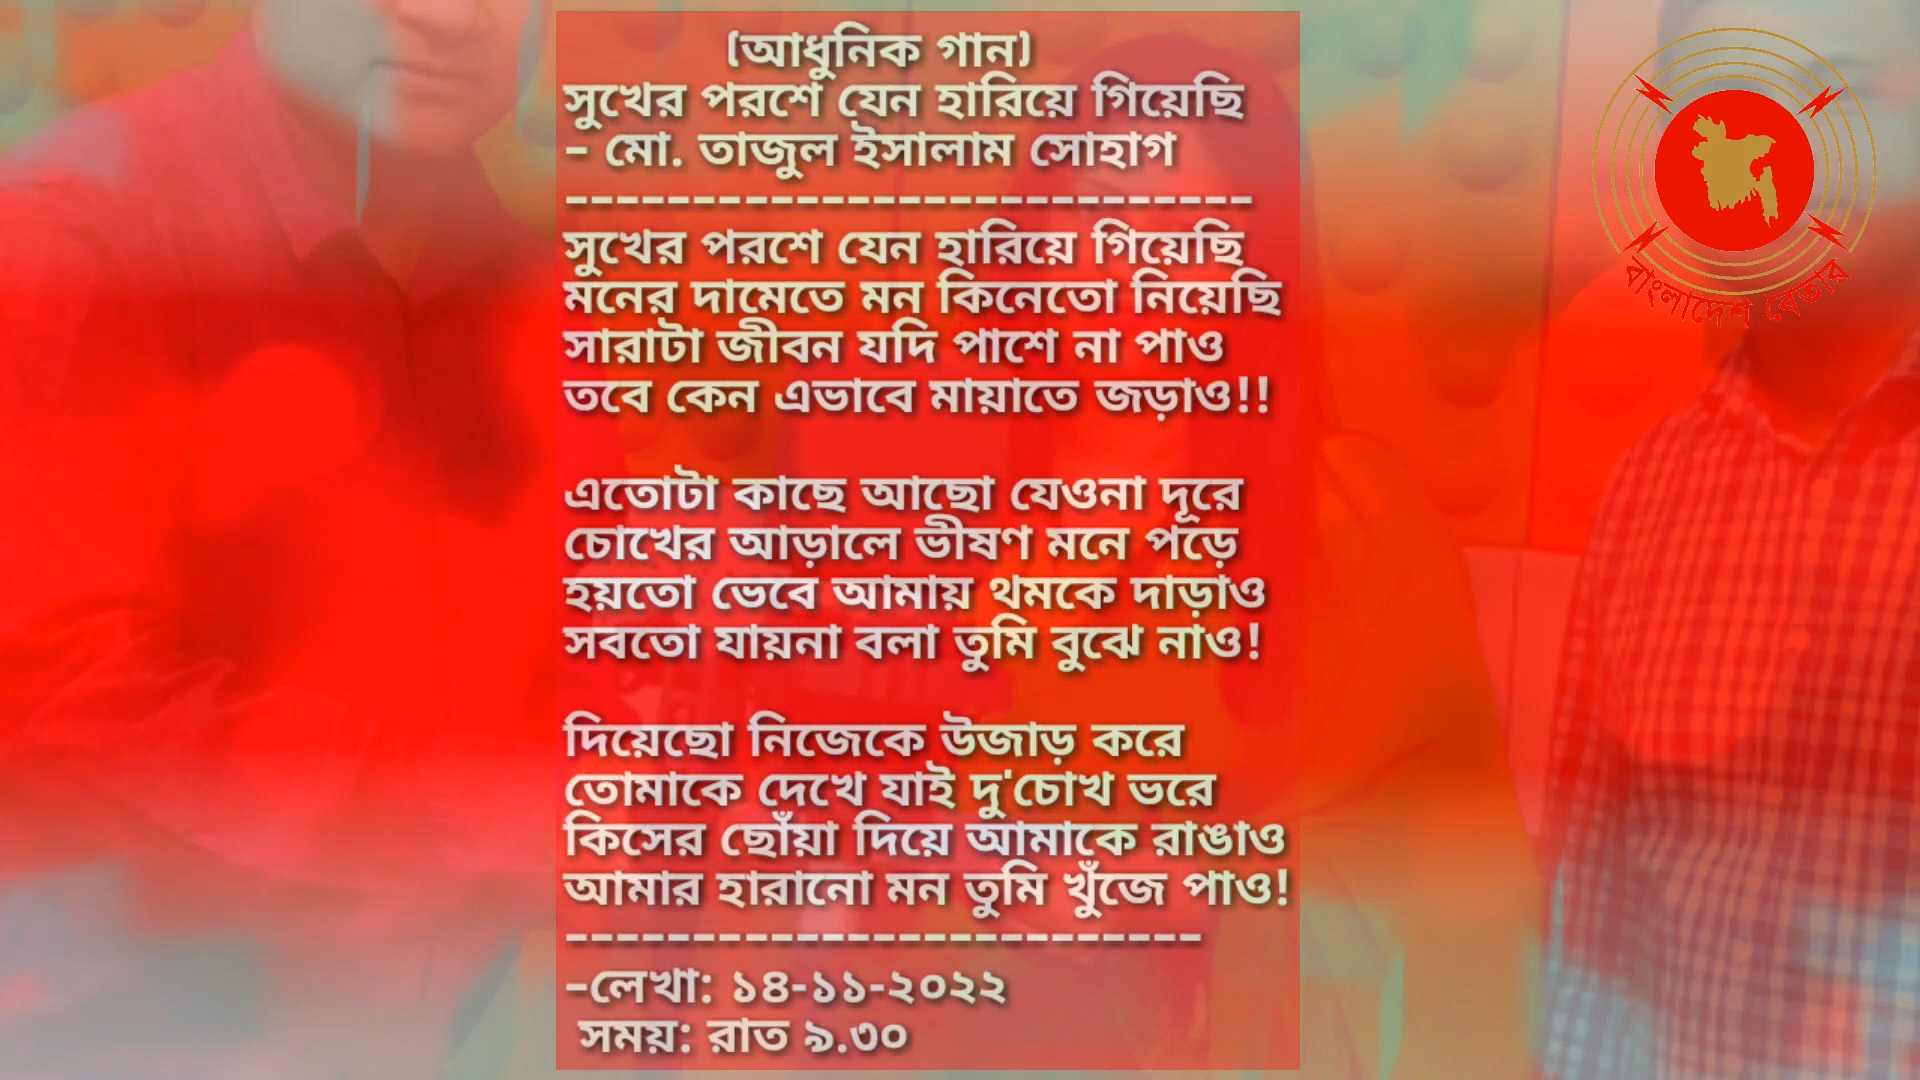 (আধুনিক গান)
সুখের পরশে যেন হারিয়ে গিয়েছি
– মো. তাজুল ইসালাম সোহাগ
---------------------------
সুখের পরশে যেন হারিয়ে গিয়েছি
মনের দামেতে মন কিনেতো নিয়েছি
সারাটা জীবন যদি পাশে না পাও
তবে কেন এভাবে মায়াতে জড়াও!!
এতোটা কাছে আছো যেওনা দূরে
চোখের আড়ালে ভীষণ মনে পড়ে
হয়তো ভেবে আমায় থমকে দাড়াও
সবতো যায়না বলা তুমি বুঝে নাও!
দিয়েছো নিজেকে উজাড় করে
তোমাকে দেখে যাই দু'চোখ ভরে
কিসের ছোঁয়া দিয়ে আমাকে রাঙাও
আমার হারানো মন তুমি খুঁজে পাও!
-------------------------
–লেখা: ১৪-১১-২০২২
সময়: রাত ৯.৩০
বাংলাদেশ বেতার